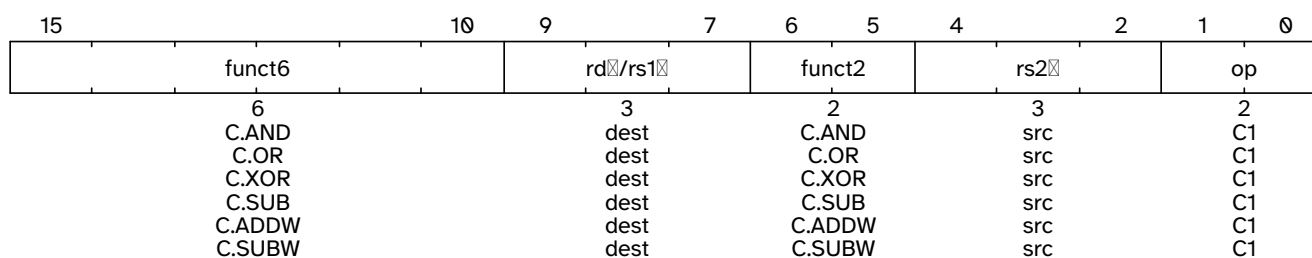 15 10 9 7 6 5 4 2 1 0
funct6 rd▯/rs1▯ funct2 rs2▯ op
6 3 2 3 2
C.AND dest C.AND src C1
C.OR dest C.OR src C1
C.XOR dest C.XOR src C1
C.SUB dest C.SUB src C1
C.ADDW dest C.ADDW src C1
C.SUBW dest C.SUBW src C1